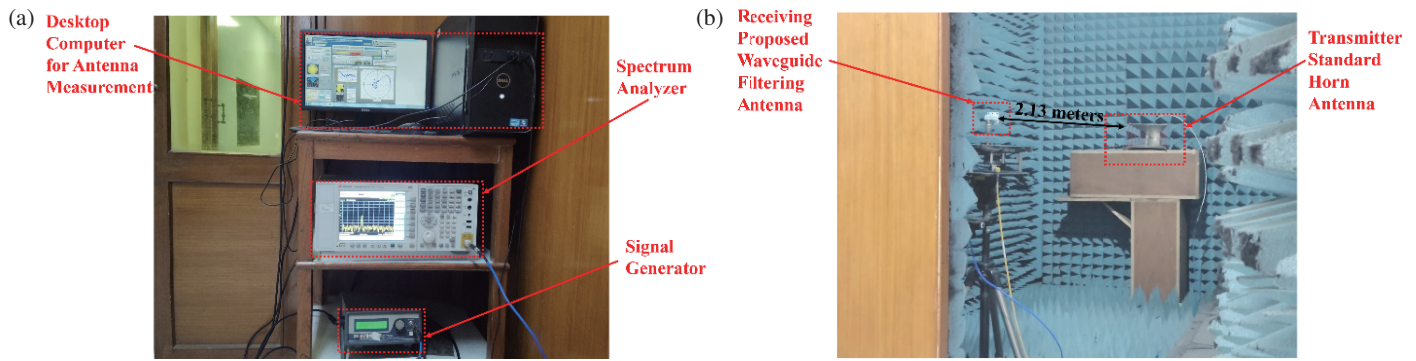 (a)
Desktop
Computer
for Antenna
Measurement
Spectrum
Analyzer
Signal
Generator
DELL
(b)
Receiving
Proposed
Waveguide
Filtering
Antenna
2.13 meters
Transmitter
Standard
Horn
Antenna